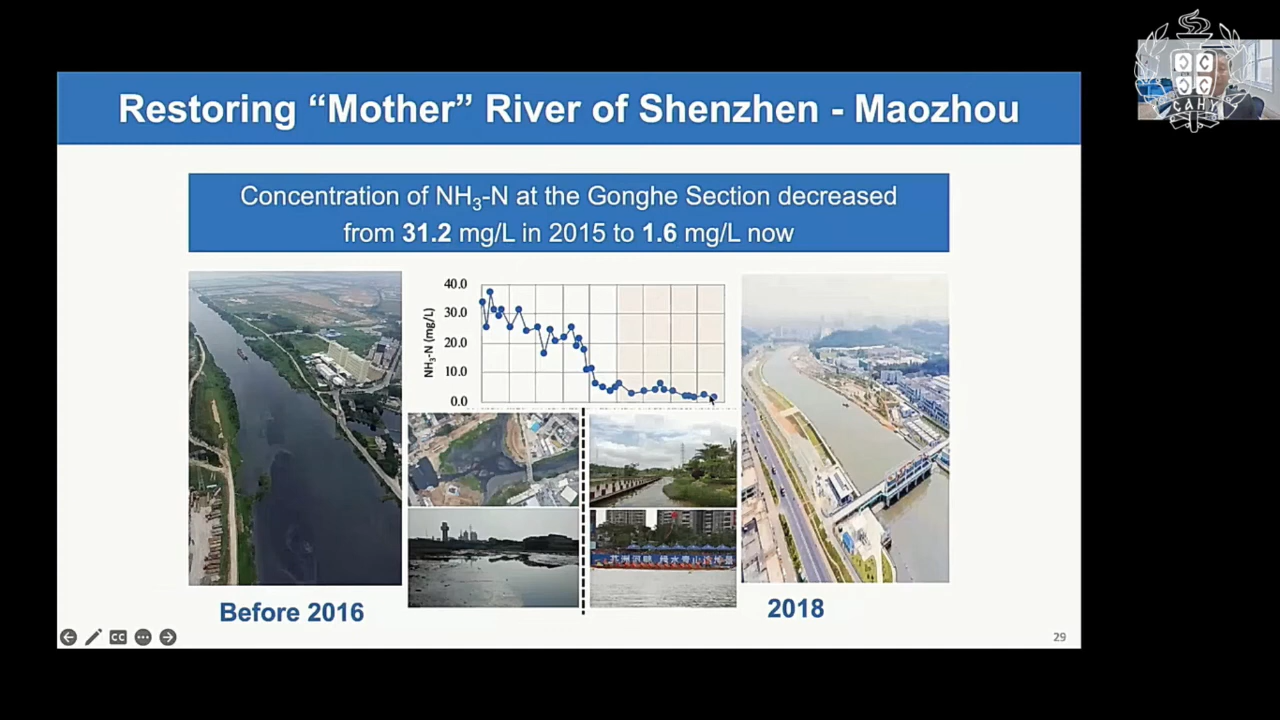 Restoring “Mother” River of Shenzhen - Maozhou
Concentration of NH₃-N at the Gonghe Section decreased
from 31.2 mg/L in 2015 to 1.6 mg/L now
NH₃-N (mg/L)
40.0
30.0
20.0
10.0
0.0
Before 2016
2018
29
CC
CAHY